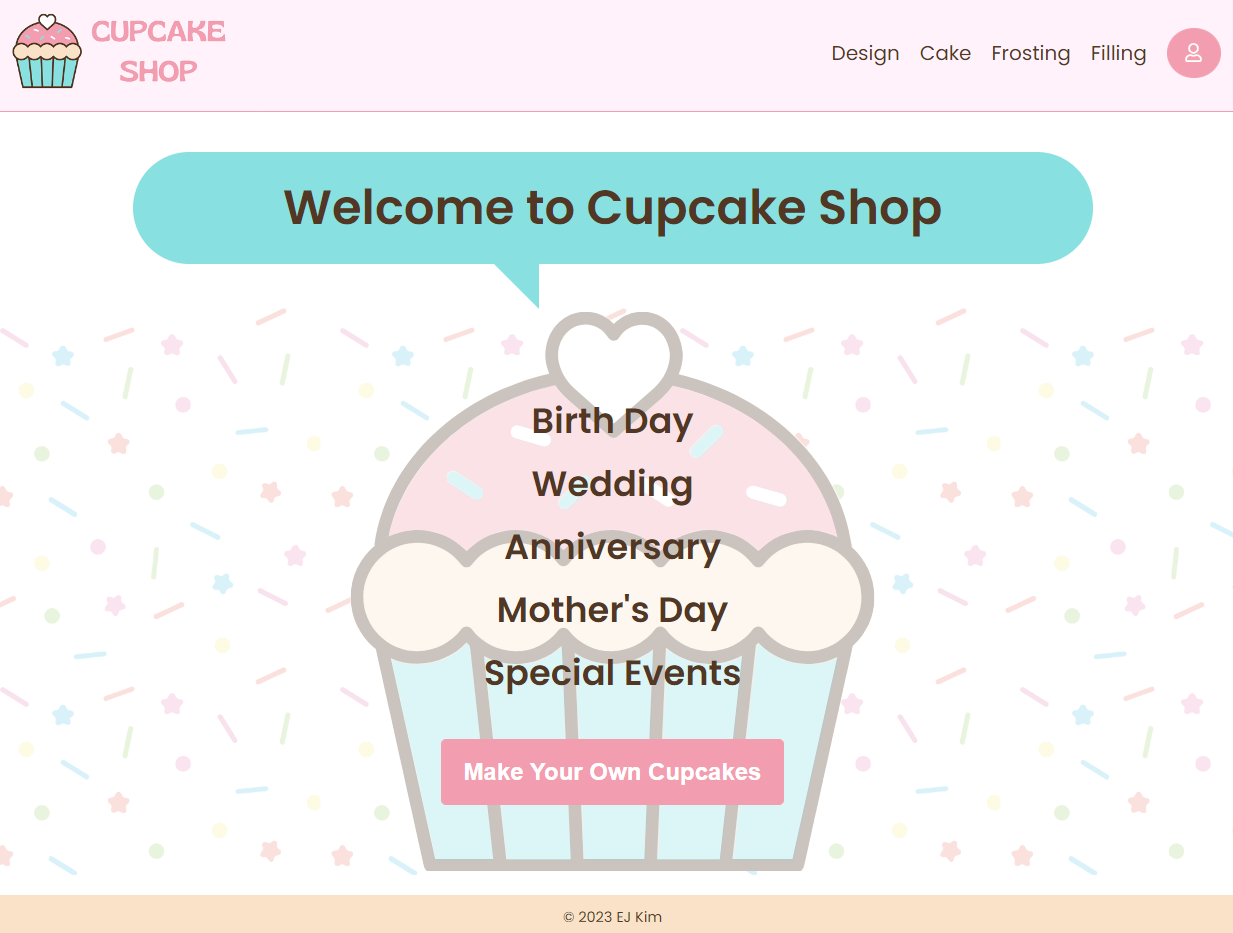 CUPCAKE
SHOP
Design Cake Frosting Filling
Welcome to Cupcake Shop
Birth Day
Wedding
Anniversary
Mother's Day
Special Events
Make Your Own Cupcakes
© 2023 EJ Kim